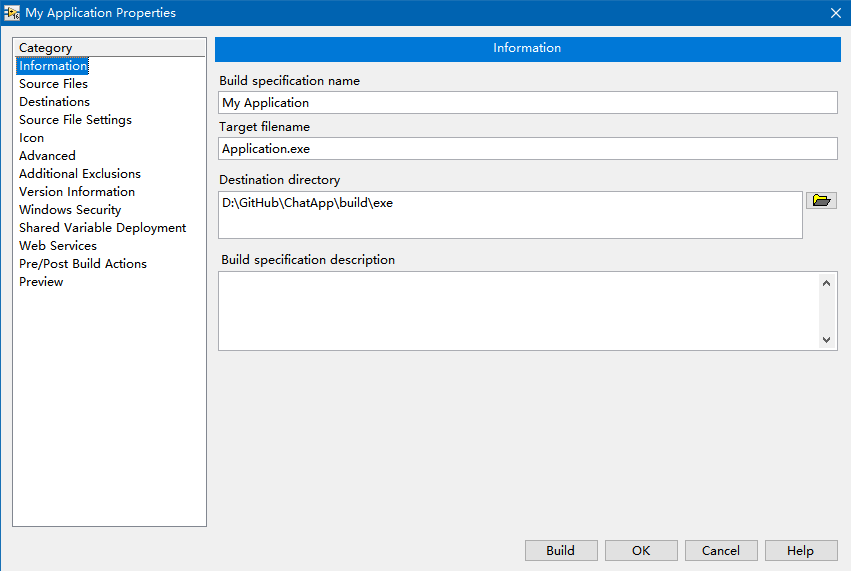 My Application Properties
Category
Information
Source Files
Destinations
Source File Settings
Icon
Advanced
Additional Exclusions
Version Information
Windows Security
Shared Variable Deployment
Web Services
Pre/Post Build Actions
Preview
Information
Build specification name
My Application
Target filename
Application.exe
Destination directory
D:\GitHub\ChatApp\build\exe
Build specification description
Build
OK
Cancel
Help